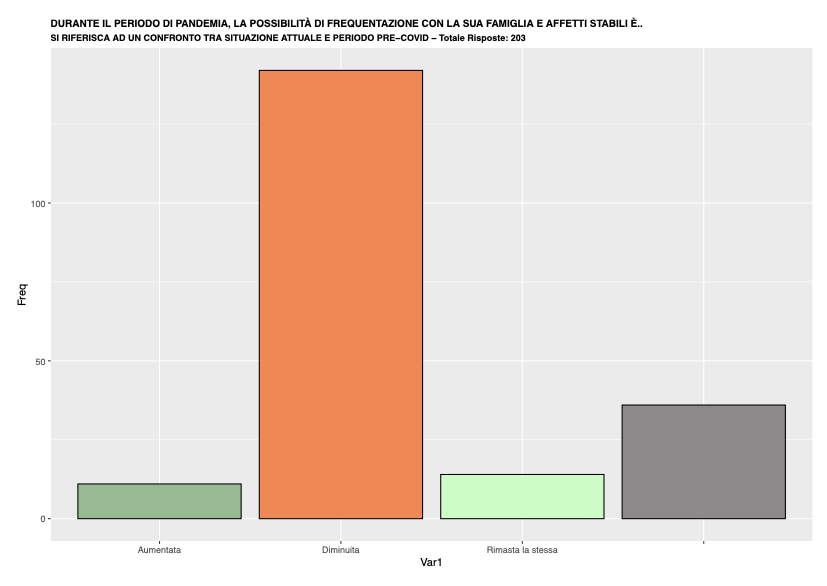 DURANTE IL PERIODO DI PANDEMIA, LA POSSIBILITÀ DI FREQUENTAZIONE CON LA SUA FAMIGLIA E AFFETTI STABILI È..
SI RIFERISCA AD UN CONFRONTO TRA SITUAZIONE ATTUALE E PERIODO PRE−COVID − Totale Risposte: 203
100
50
0
Freq
Aumentata
Diminuita
Rimasta la stessa
Var1